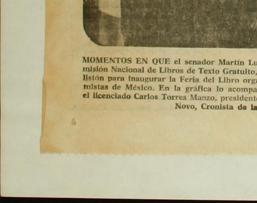 MOMENTOS EN QUE el senador Martín Lu
misión Nacional de Libros de Texto Gratuito,
listón para inaugurar la Feria del Libro org
mistas de México. En la gráfica lo acompa
el licenciado Carlos Torres Manzo, president
Novo, Cronista de la